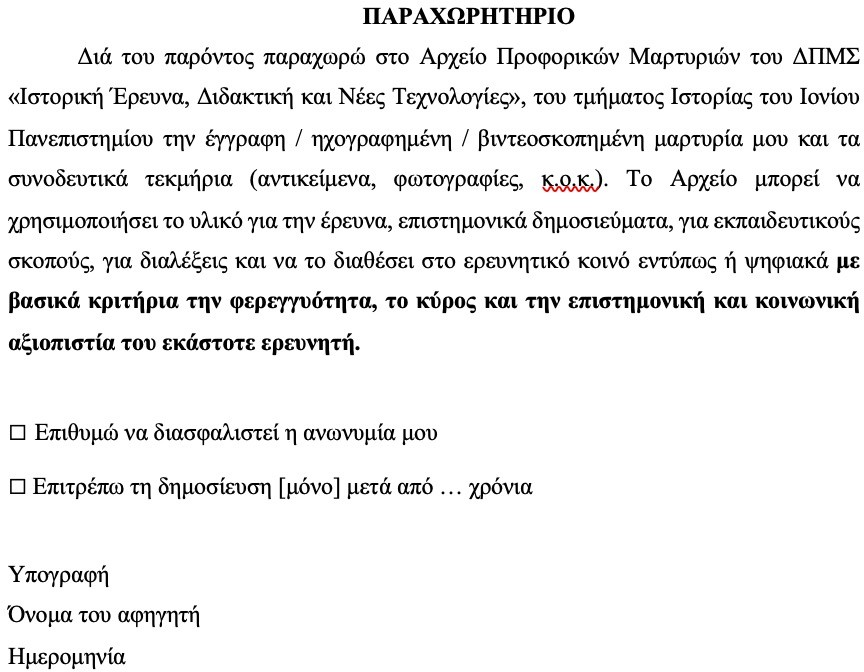 ΠΑΡΑΧΩΡΗΤΗΡΙΟ
Διά του παρόντος παραχωρώ στο Αρχείο Προφορικών Μαρτυριών του ΔΠΜΣ
«Ιστορική Έρευνα, Διδακτική και Νέες Τεχνολογίες», του τμήματος Ιστορίας του Ιονίου
Πανεπιστημίου την έγγραφη / ηχογραφημένη / βιντεοσκοπημένη μαρτυρία μου και τα
συνοδευτικά τεκμήρια (αντικείμενα, φωτογραφίες, κ.ο.κ.). Το Αρχείο μπορεί να
χρησιμοποιήσει το υλικό για την έρευνα, επιστημονικά δημοσιεύματα, για εκπαιδευτικούς
σκοπούς, για διαλέξεις και να το διαθέσει στο ερευνητικό κοινό εντύπως ή ψηφιακά με
βασικά κριτήρια την φερεγγυότητα, το κύρος και την επιστημονική και κοινωνική
αξιοπιστία του εκάστοτε ερευνητή.
☐ Επιθυμώ να διασφαλιστεί η ανωνυμία μου
☐ Επιτρέπω τη δημοσίευση [μόνο] μετά από … χρόνια
Υπογραφή
Όνομα του αφηγητή
Ημερομηνία